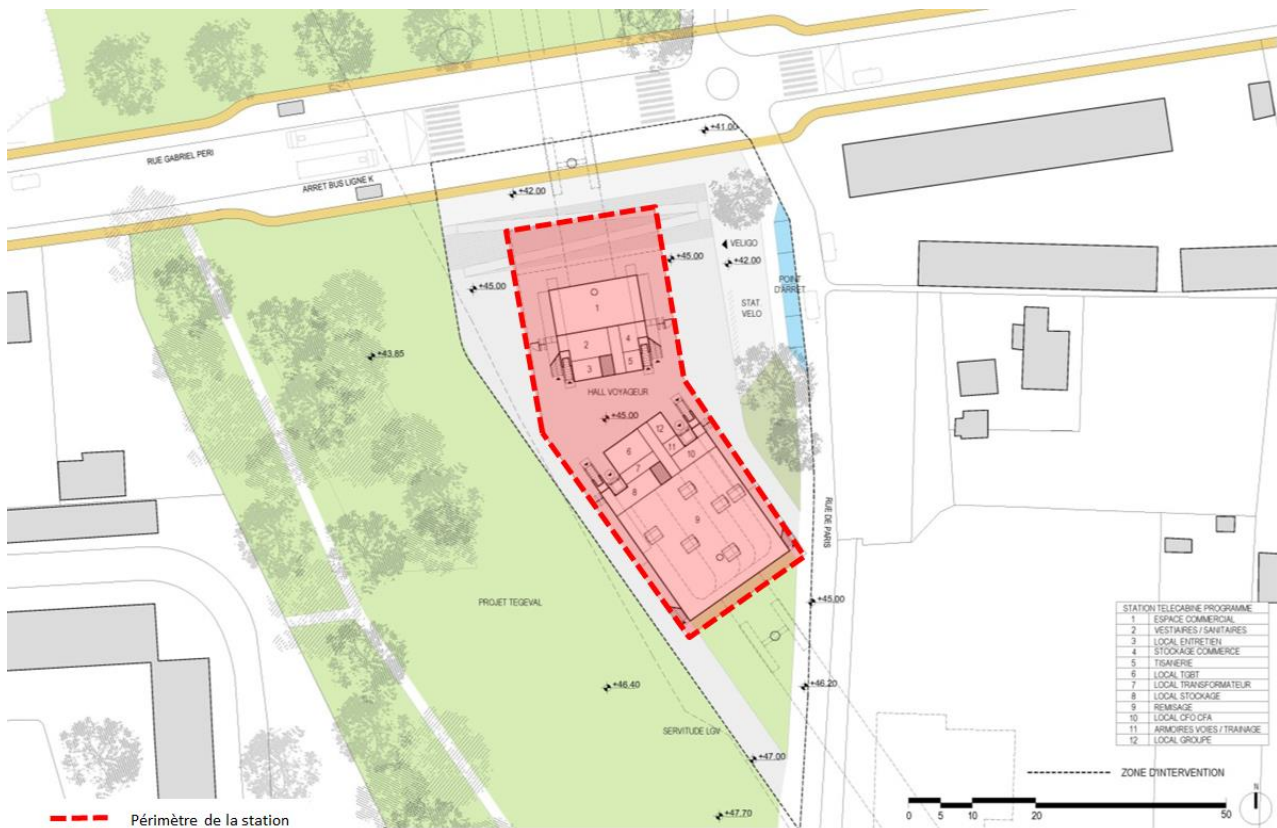 RUE GABRIEL PERI
ARRET BUS LIGNE K
+41.00
+42.00
VELIGO
+42.00
+45.00
+45.00
POINT
D'ARRET
STAT.
VELO
+43.85
1
2
4
3
5
HALL VOYAGEUR
+45.00
12
6
11
7
10
8
9
RUE DE PARIS
PROJET TEGEVAL
+45.00
+46.40
+46.20
SERVITUDE LGV
+47.00
+47.70
STATION TELECABINE PROGRAMME
1 ESPACE COMMERCIAL
2 VESTIAIRES / SANITAIRES
3 LOCAL ENTRETIEN
4 STOCKAGE COMMERCE
5 TISANERIE
6 LOCAL TGBT
7 LOCAL TRANSFORMATEUR
8 LOCAL STOCKAGE
9 REMISAGE
10 LOCAL CFO CFA
11 ARMOIRES VOIES / TRAINAGE
12 LOCAL GROUPE
ZONE D'INTERVENTION
N
0 5 10 20 50
Périmètre de la station